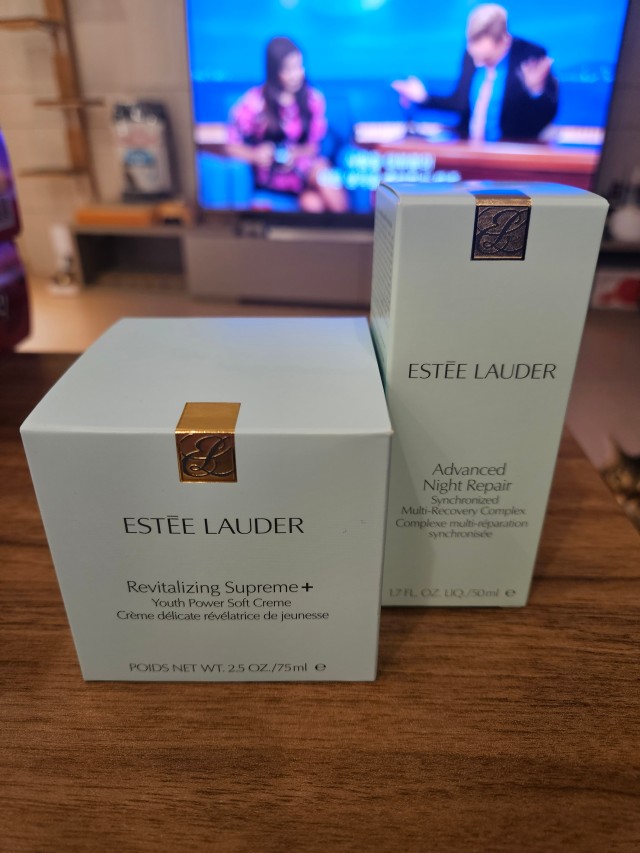 ESTĒE LAUDER
Revitalizing Supreme+
Youth Power Soft Creme
Crème délicate révélatrice de jeunesse
POIDS NET WT. 2.5 OZ./75ml ℮
ESTĒE LAUDER
Advanced
Night Repair
Synchronized
Multi-Recovery Complex
Complexe multi-réparation
synchronisée
1.7 FL. OZ. LIQ./50ml ℮